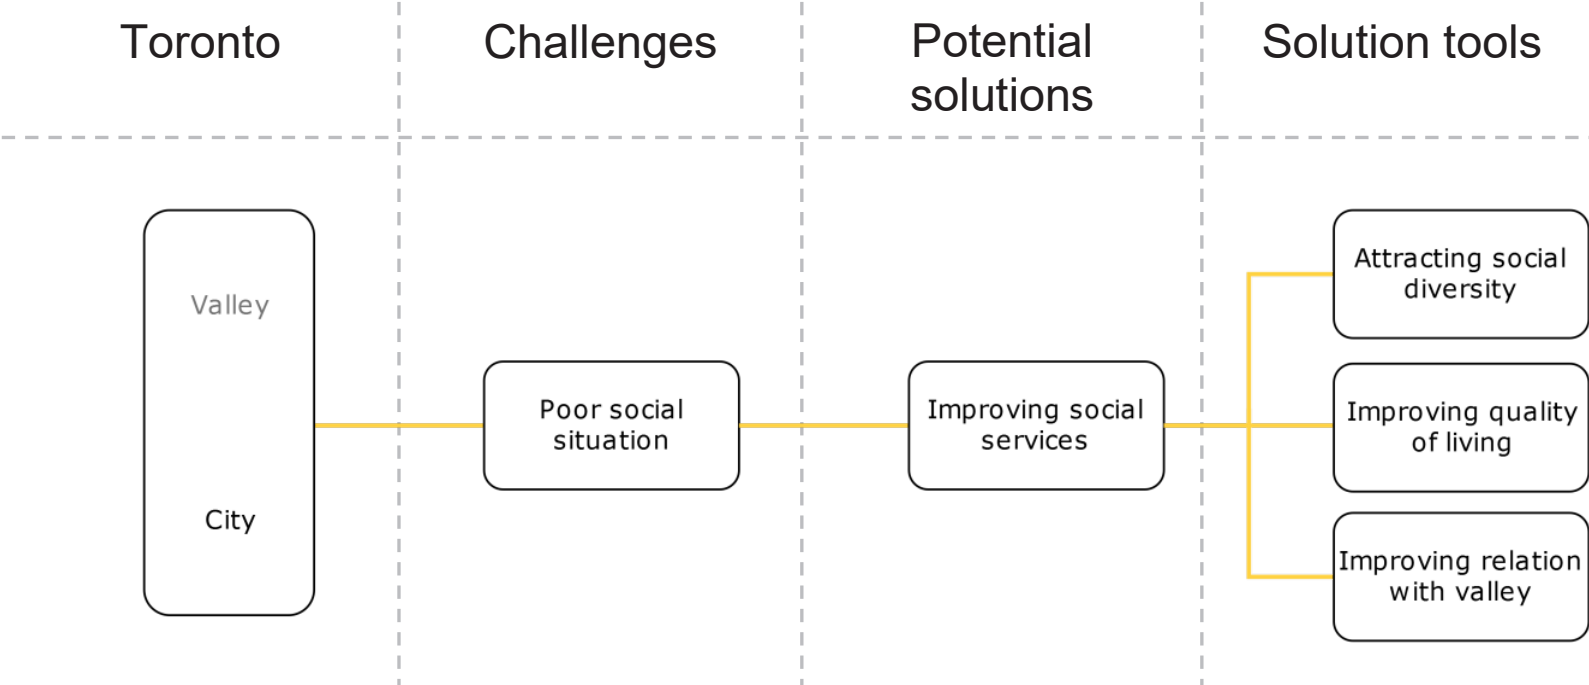 Toronto
Challenges
Potential
solutions
Solution tools
Valley
City
Poor social
situation
Improving social
services
Attracting social
diversity
Improving quality
of living
Improving relation
with valley